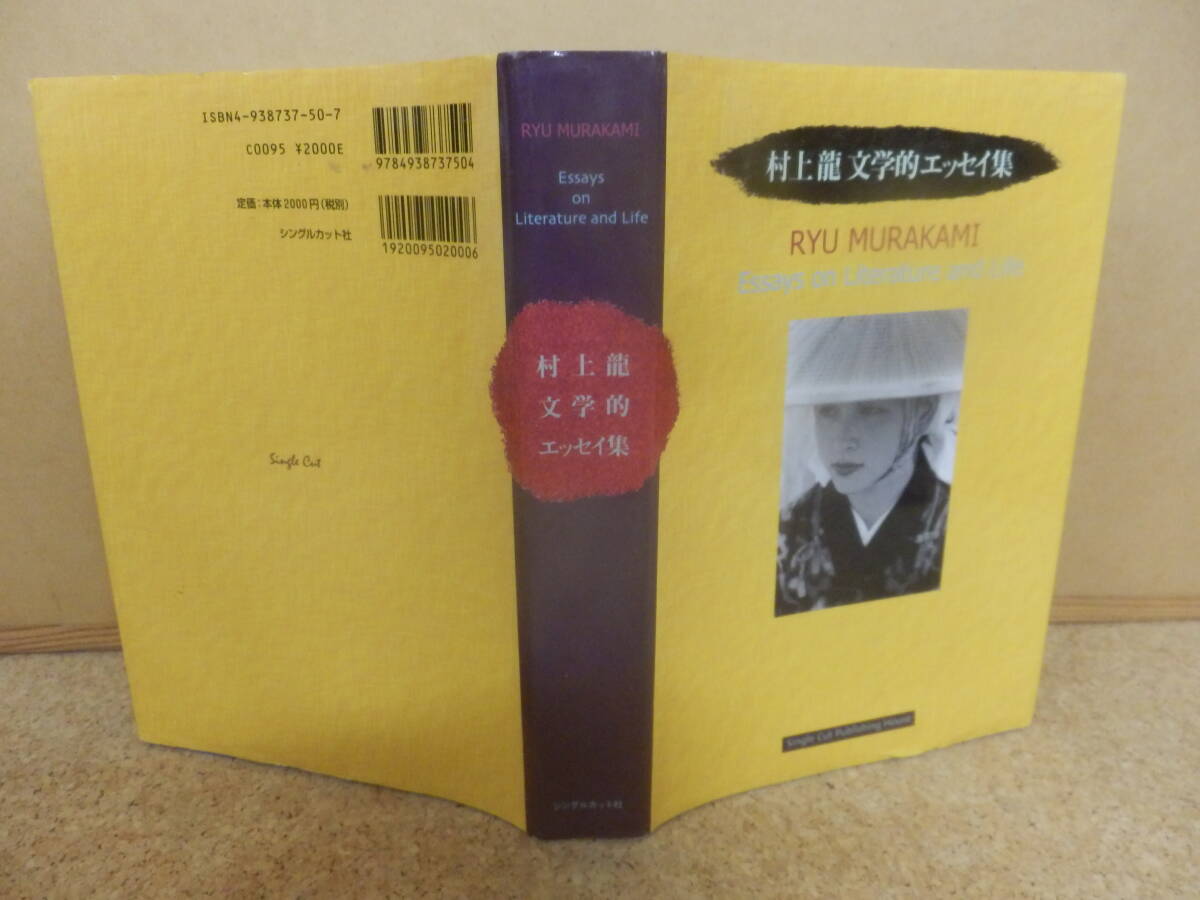 ISBN4-938737-50-7
9784938737504
C0095 ¥2000E
定価:本体2000円(税別)
シングルカット社
1920095020006
Single Cut
RYU MURAKAMI
Essays
on
Literature and Life
村上龍
文学的
エッセイ集
シングルカット社
村上龍 文学的エッセイ集
RYU MURAKAMI
Essays on Literature and Life
Single Cut Publishing House